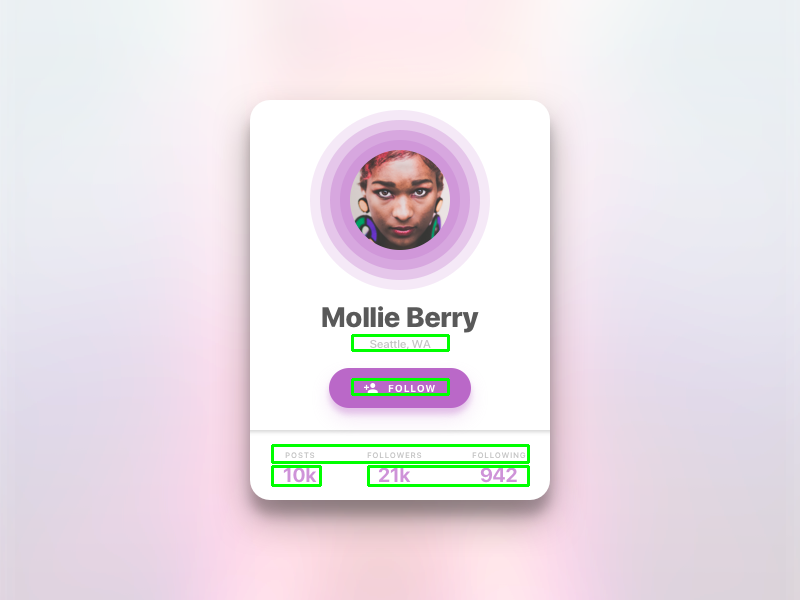 Mollie Berry
Seattle, WA
FOLLOW
POSTS FOLLOWERS FOLLOWING
10k 21k 942